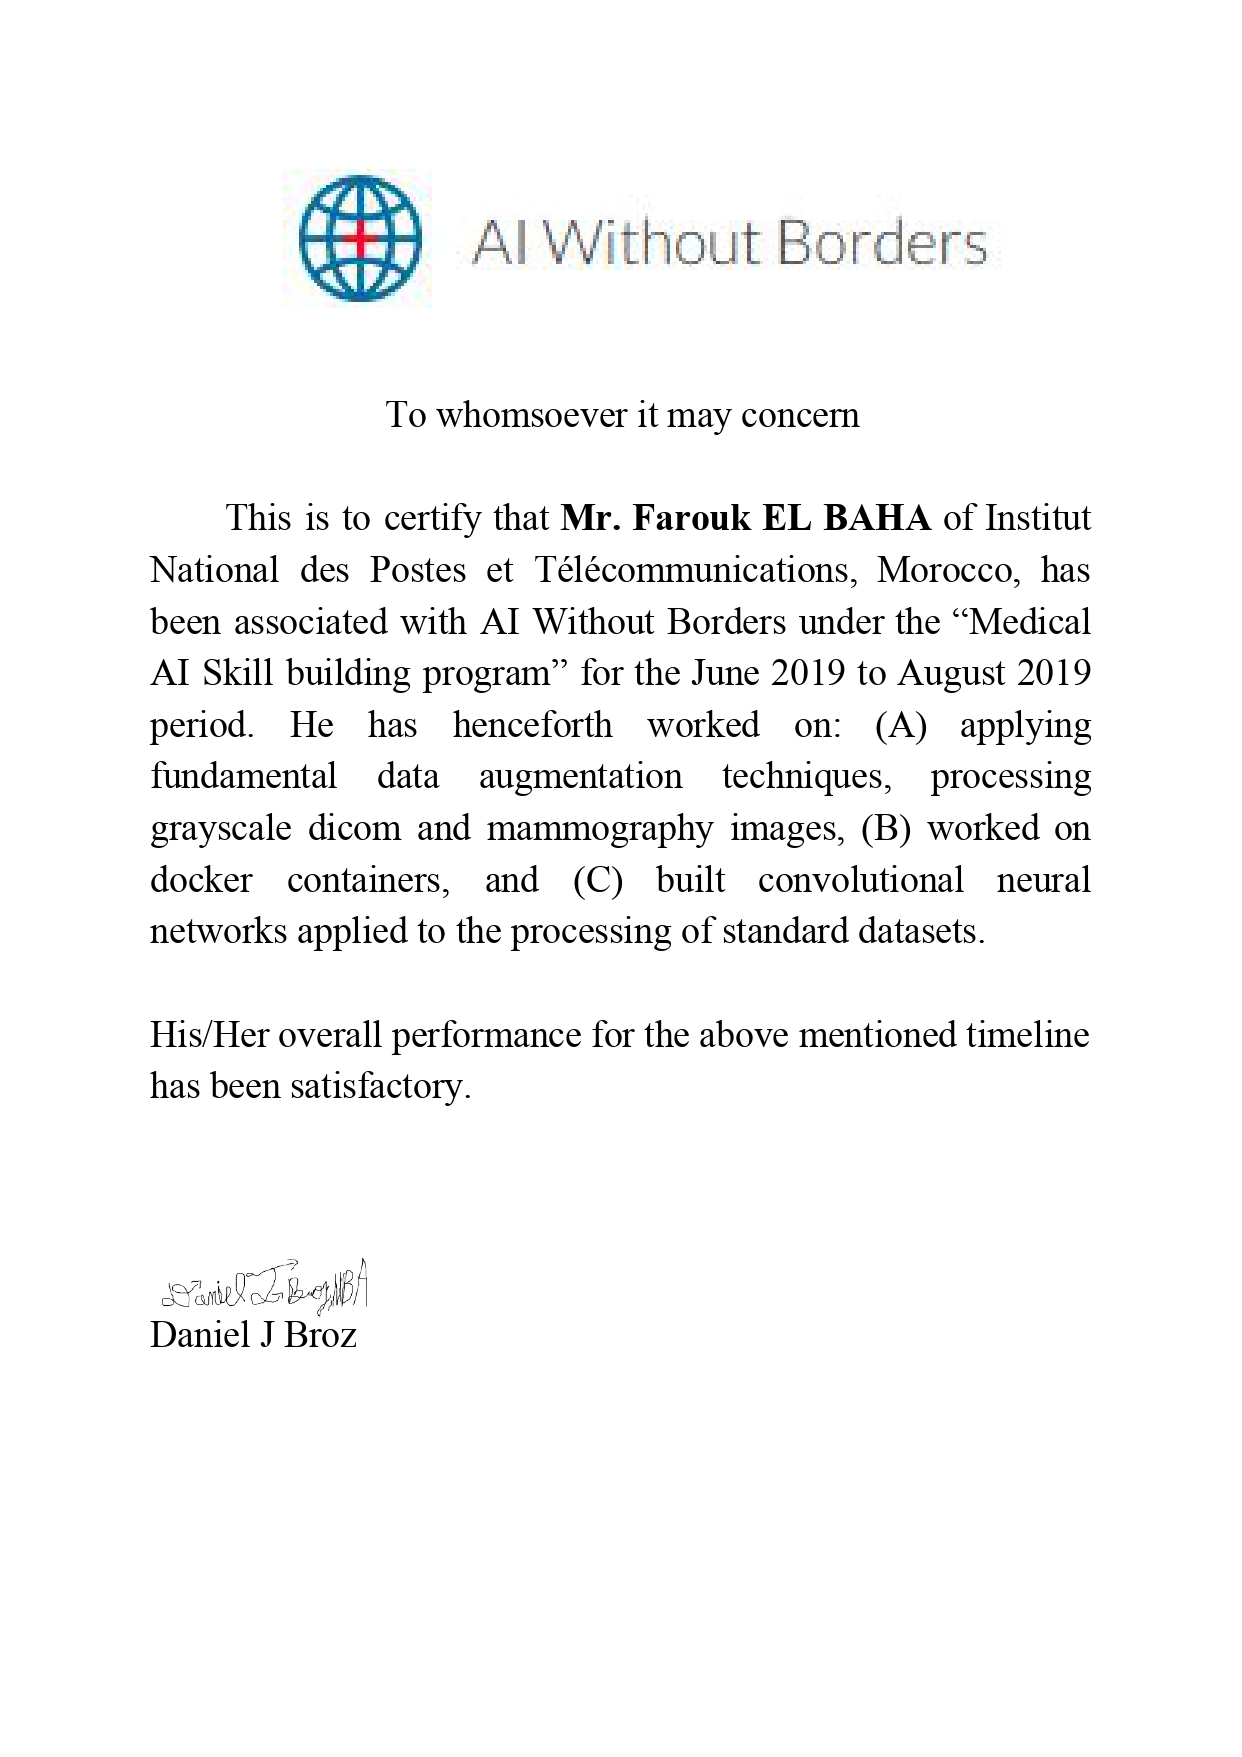 AI Without Borders
To whomsoever it may concern
This is to certify that Mr. Farouk EL BAHA of Institut
National des Postes et Télécommunications, Morocco, has
been associated with AI Without Borders under the “Medical
AI Skill building program” for the June 2019 to August 2019
period. He has henceforth worked on: (A) applying
fundamental data augmentation techniques, processing
grayscale dicom and mammography images, (B) worked on
docker containers, and (C) built convolutional neural
networks applied to the processing of standard datasets.
His/Her overall performance for the above mentioned timeline
has been satisfactory.
Daniel J Broz, MBA
Daniel J Broz